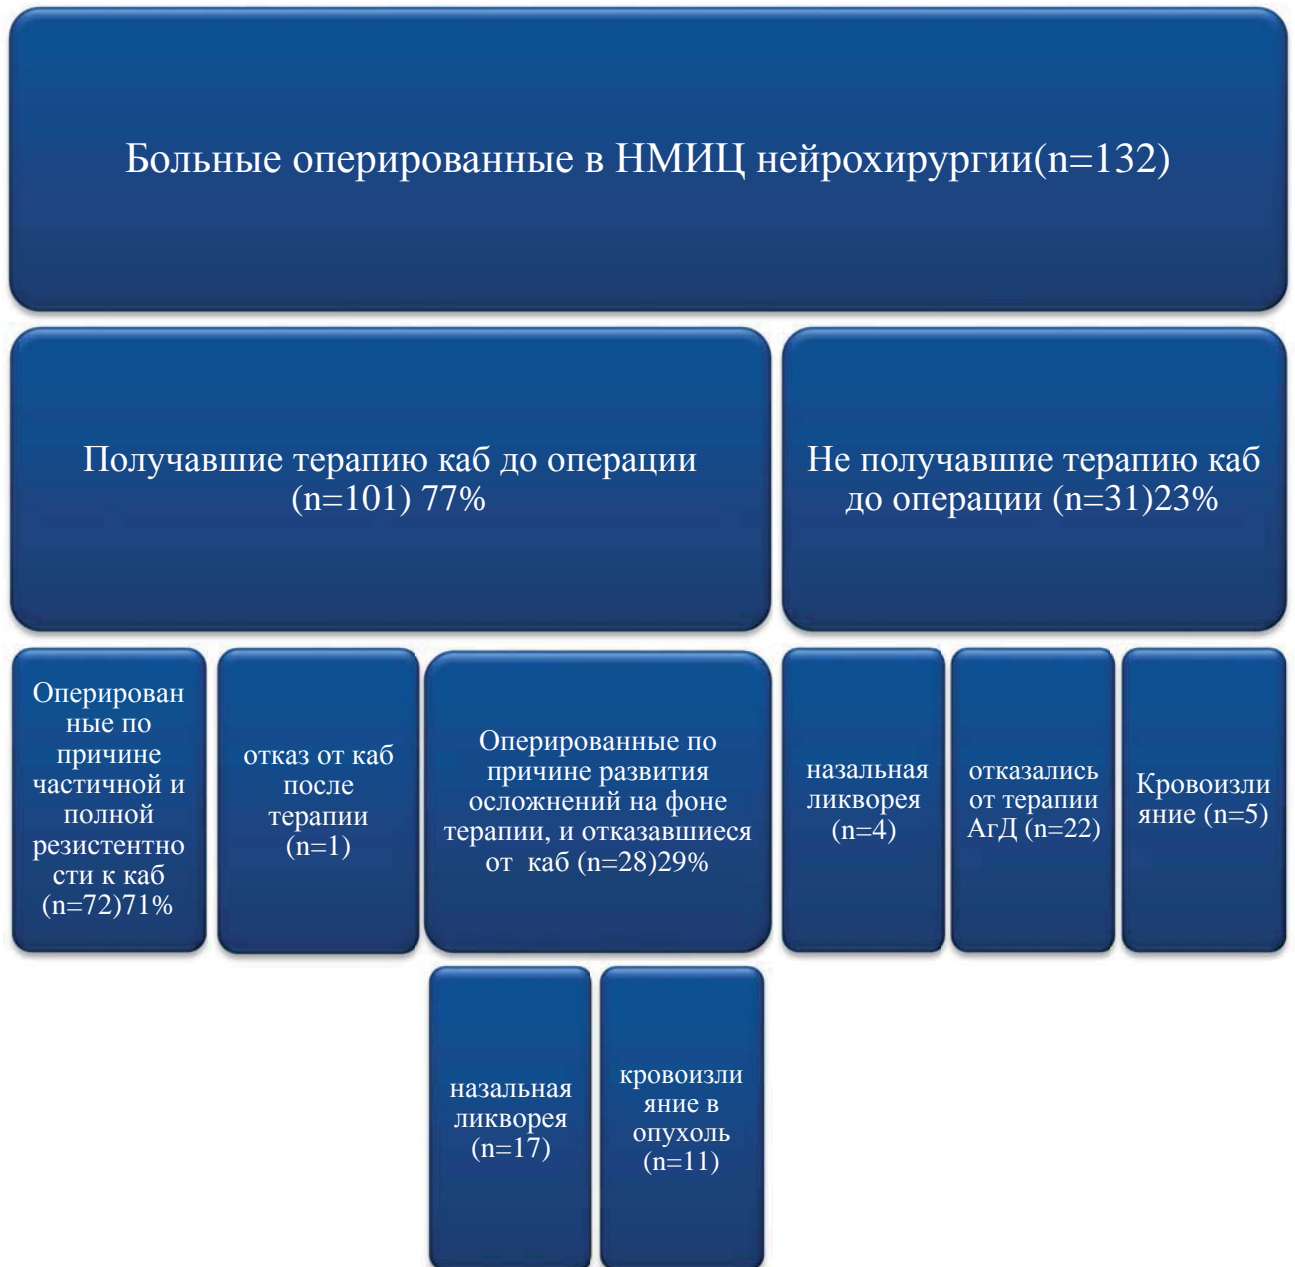 Больные оперированные в НМИЦ нейрохирургии(n=132)
Получавшие терапию каб до операции
(n=101) 77%
Не получавшие терапию каб
до операции (n=31)23%
Оперирован
ные по
причине
частичной и
полной
резистентно
сти к каб
(n=72)71%
отказ от каб
после
терапии
(n=1)
Оперированные по
причине развития
осложнений на фоне
терапии, и отказавшиеся
от каб (n=28)29%
назальная
ликворея
(n=4)
отказались
от терапии
АгД (n=22)
Кровоизли
яние (n=5)
назальная
ликворея
(n=17)
кровоизли
яние в
опухоль
(n=11)